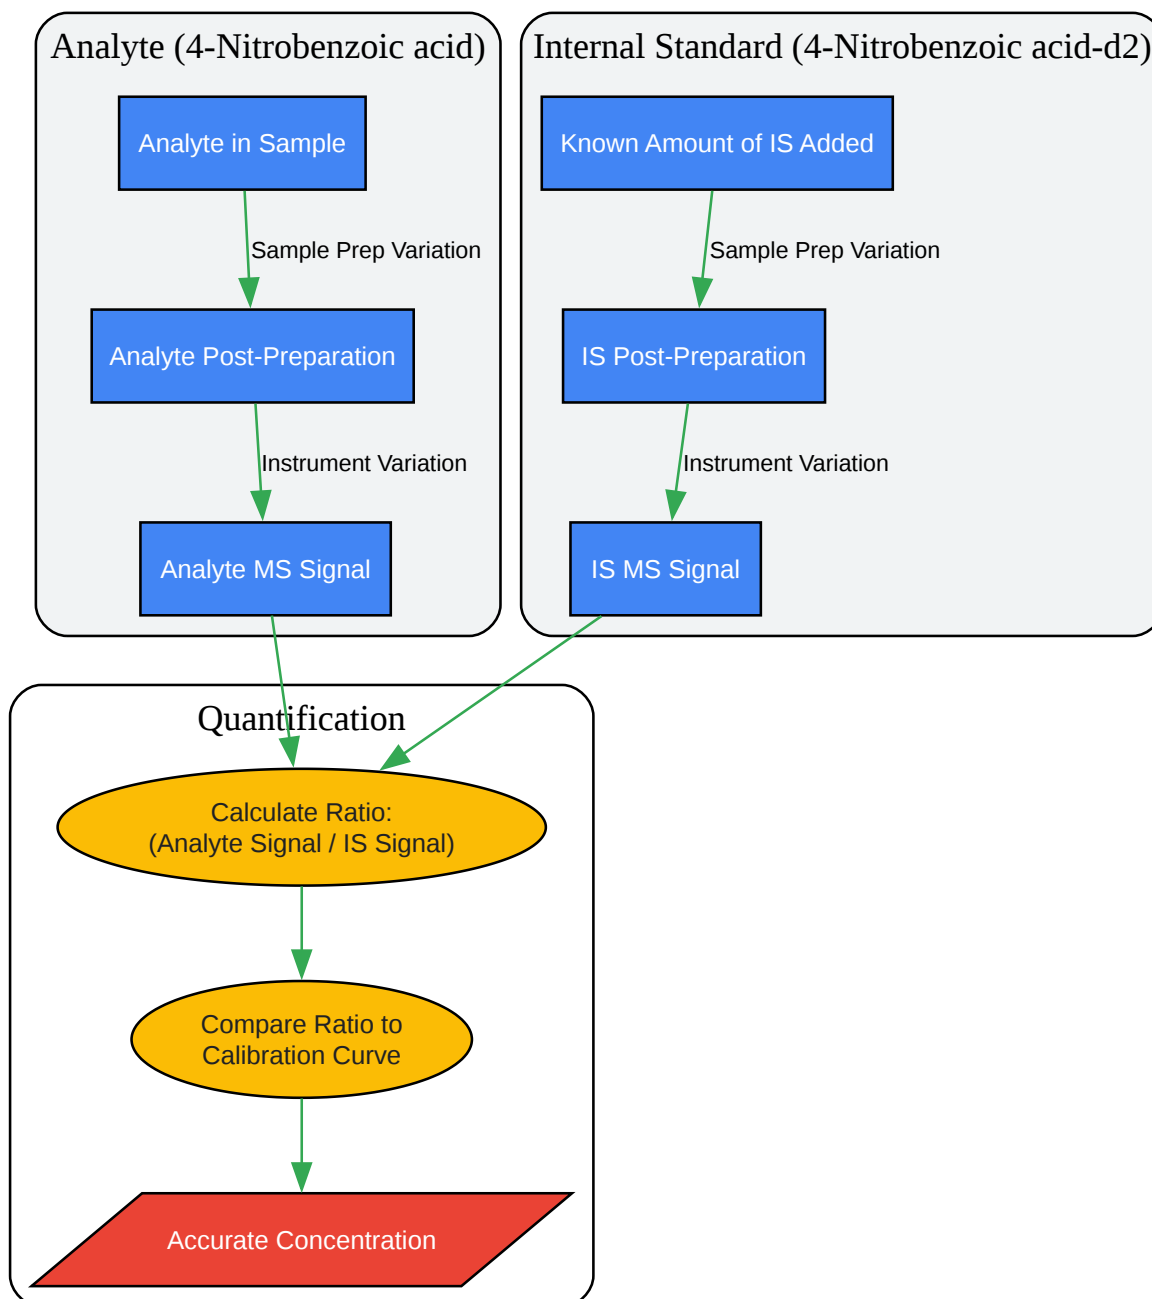 Analyte (4-Nitrobenzoic acid)
Analyte in Sample
Sample Prep Variation
Analyte Post-Preparation
Instrument Variation
Analyte MS Signal
Internal Standard (4-Nitrobenzoic acid-d2)
Known Amount of IS Added
Sample Prep Variation
IS Post-Preparation
Instrument Variation
IS MS Signal
Quantification
Calculate Ratio:
(Analyte Signal / IS Signal)
Compare Ratio to
Calibration Curve
Accurate Concentration